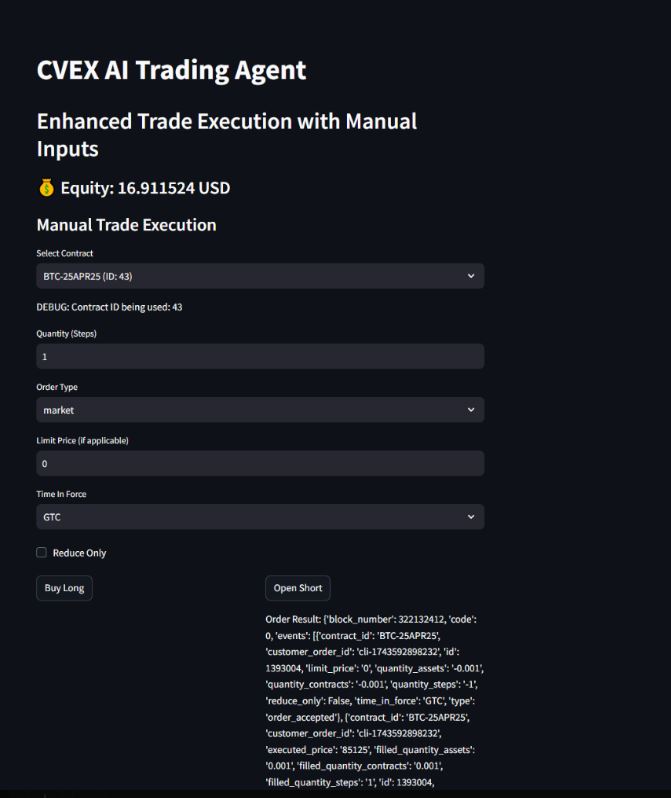 CVEX AI Trading Agent
Enhanced Trade Execution with Manual
Inputs
💰 Equity: 16.911524 USD
Manual Trade Execution
Select Contract
BTC-25APR25 (ID: 43)
DEBUG: Contract ID being used: 43
Quantity (Steps)
1
Order Type
market
Limit Price (if applicable)
0
Time In Force
GTC
Reduce Only
Buy Long
Open Short
Order Result: {'block_number': 322132412, 'code':
0, 'events': [[{'contract_id': 'BTC-25APR25',
'customer_order_id': 'cli-1743592898232', 'id':
1393004, 'limit_price': '0', 'quantity_assets': '-0.001',
'quantity_contracts': '-0.001', 'quantity_steps': '-1',
'reduce_only': False, 'time_in_force': 'GTC', 'type':
'order_accepted'}, {'contract_id': 'BTC-25APR25',
'customer_order_id': 'cli-1743592898232',
'executed_price': '85125', 'filled_quantity_assets':
'0.001', 'filled_quantity_contracts': '0.001',
'filled_quantity_steps': '1', 'id': 1393004,